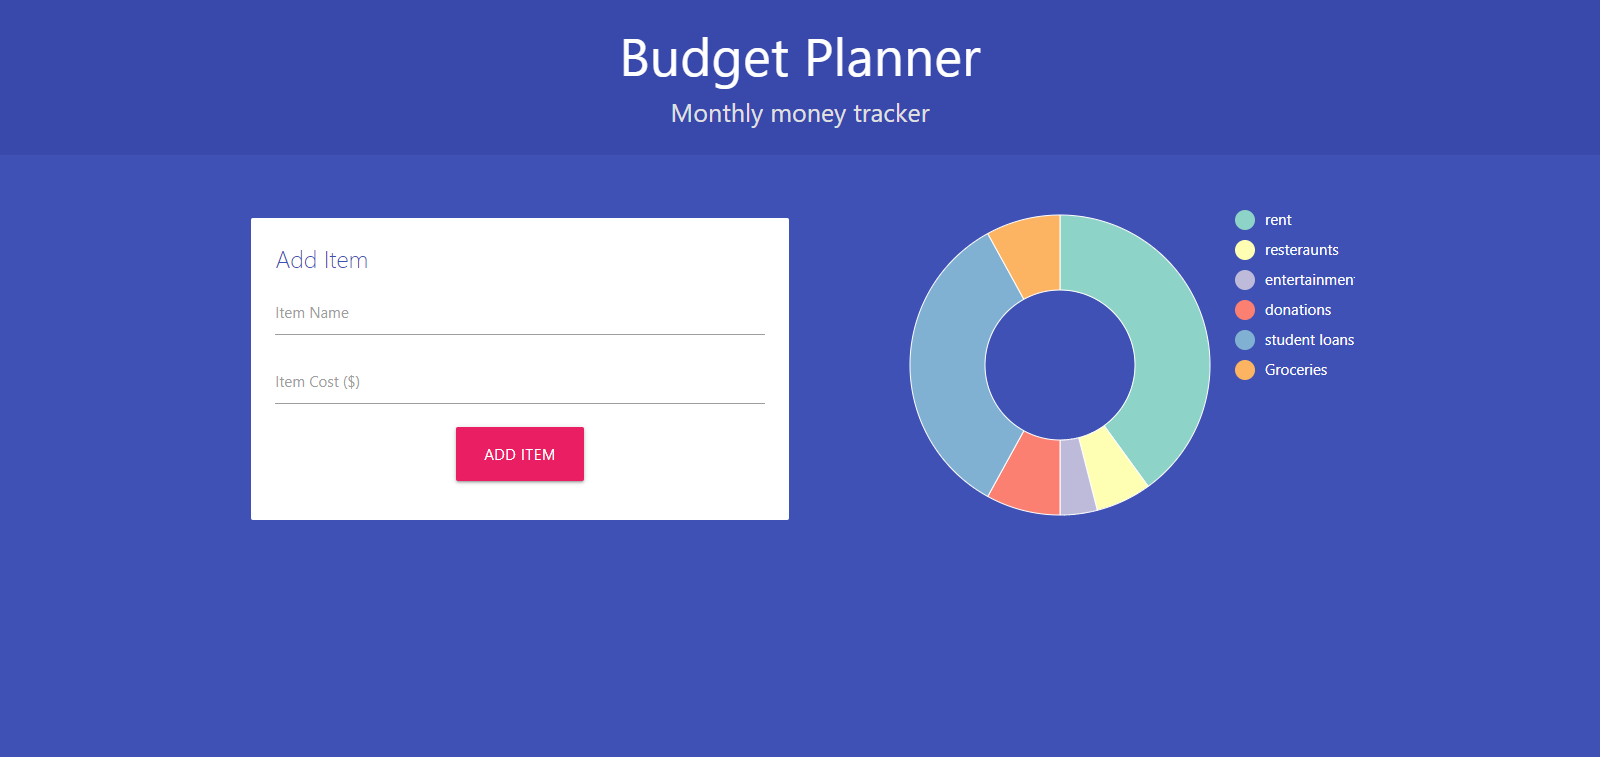 Budget Planner
Monthly money tracker
Add Item
Item Name
Item Cost ($)
ADD ITEM
rent
resteraunts
entertainmen
donations
student loans
Groceries